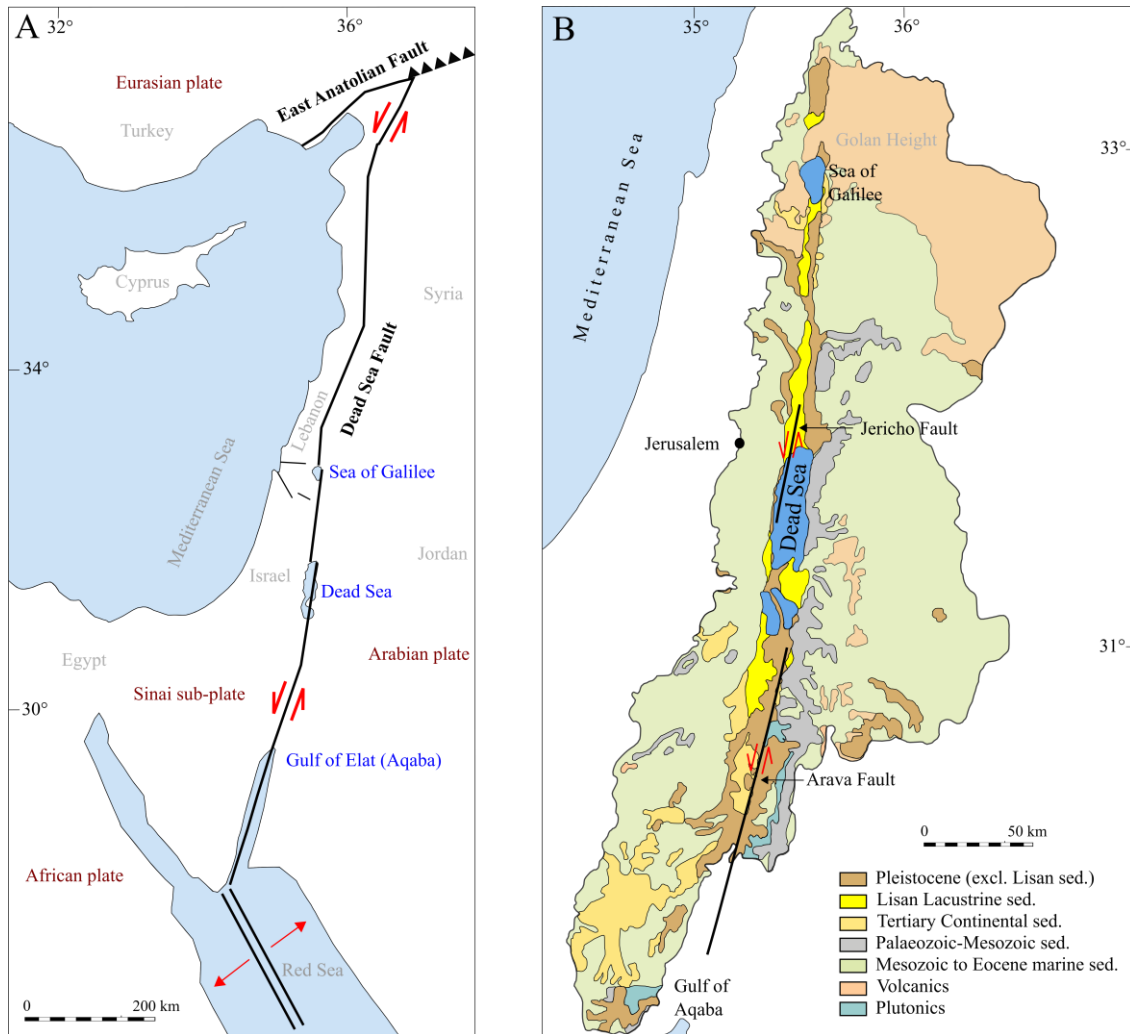 A
32°
36°
Eurasian plate
East Anatolian Fault
Turkey
Cyprus
Syria
34°
Dead Sea Fault
Lebanon
Mediterranean Sea
Sea of Galilee
Jordan
Israel
Dead Sea
Egypt
Arabian plate
Sinai sub-plate
30°
Gulf of Elat (Aqaba)
African plate
Red Sea
0
200 km
B
35°
36°
Golan Height
33°
Sea of
Galilee
Mediterranean Sea
Jericho Fault
Jerusalem
Dead Sea
31°
Arava Fault
0
50 km
Pleistocene (excl. Lisan sed.)
Lisan Lacustrine sed.
Tertiary Continental sed.
Palaeozoic-Mesozoic sed.
Mesozoic to Eocene marine sed.
Volcanics
Plutonics
Gulf of
Aqaba